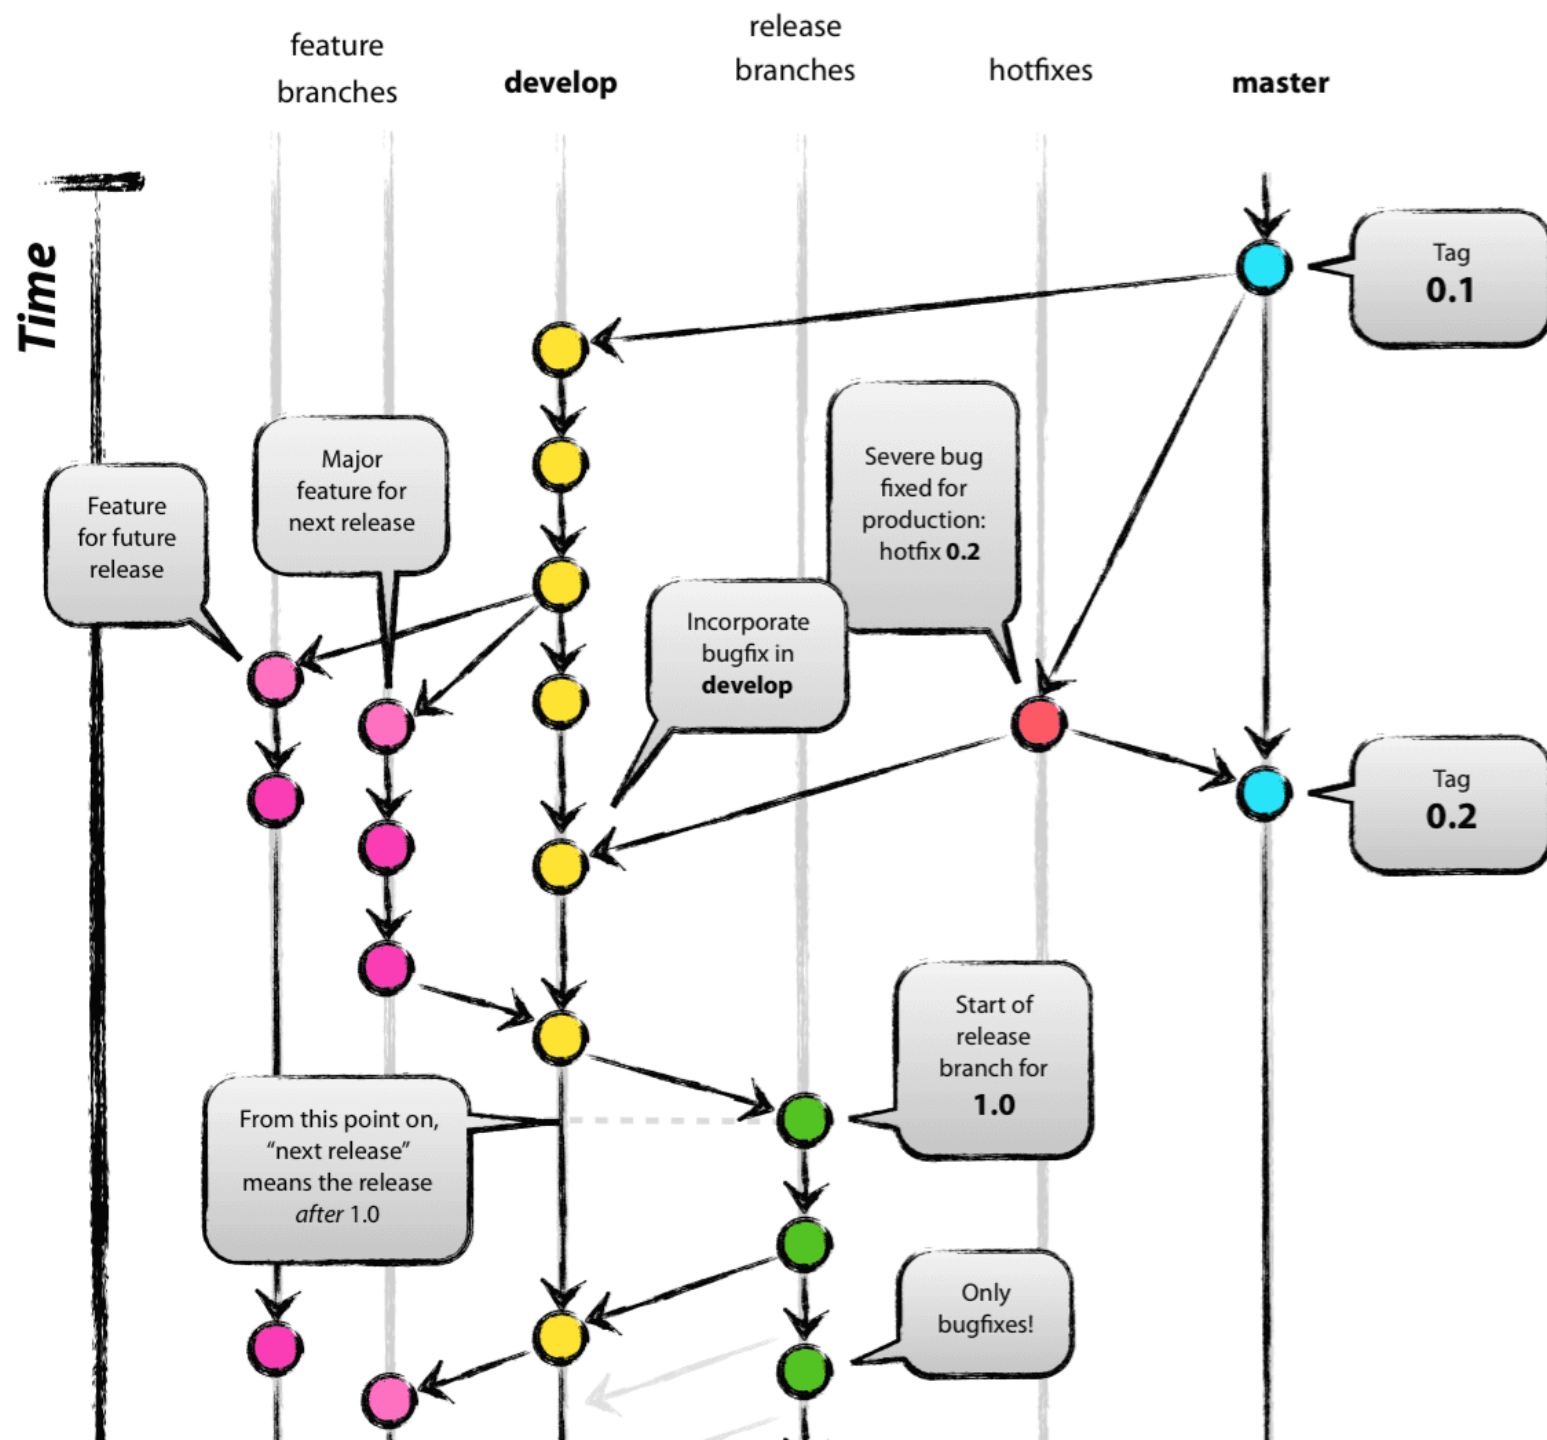 feature
branches
develop
release
branches
hotfixes
master
Time
Tag
0.1
Feature
for future
release
Major
feature for
next release
Severe bug
fixed for
production:
hotfix 0.2
Incorporate
bugfix in
develop
Tag
0.2
Start of
release
branch for
1.0
From this point on,
“next release”
means the release
after 1.0
Only
bugfixes!